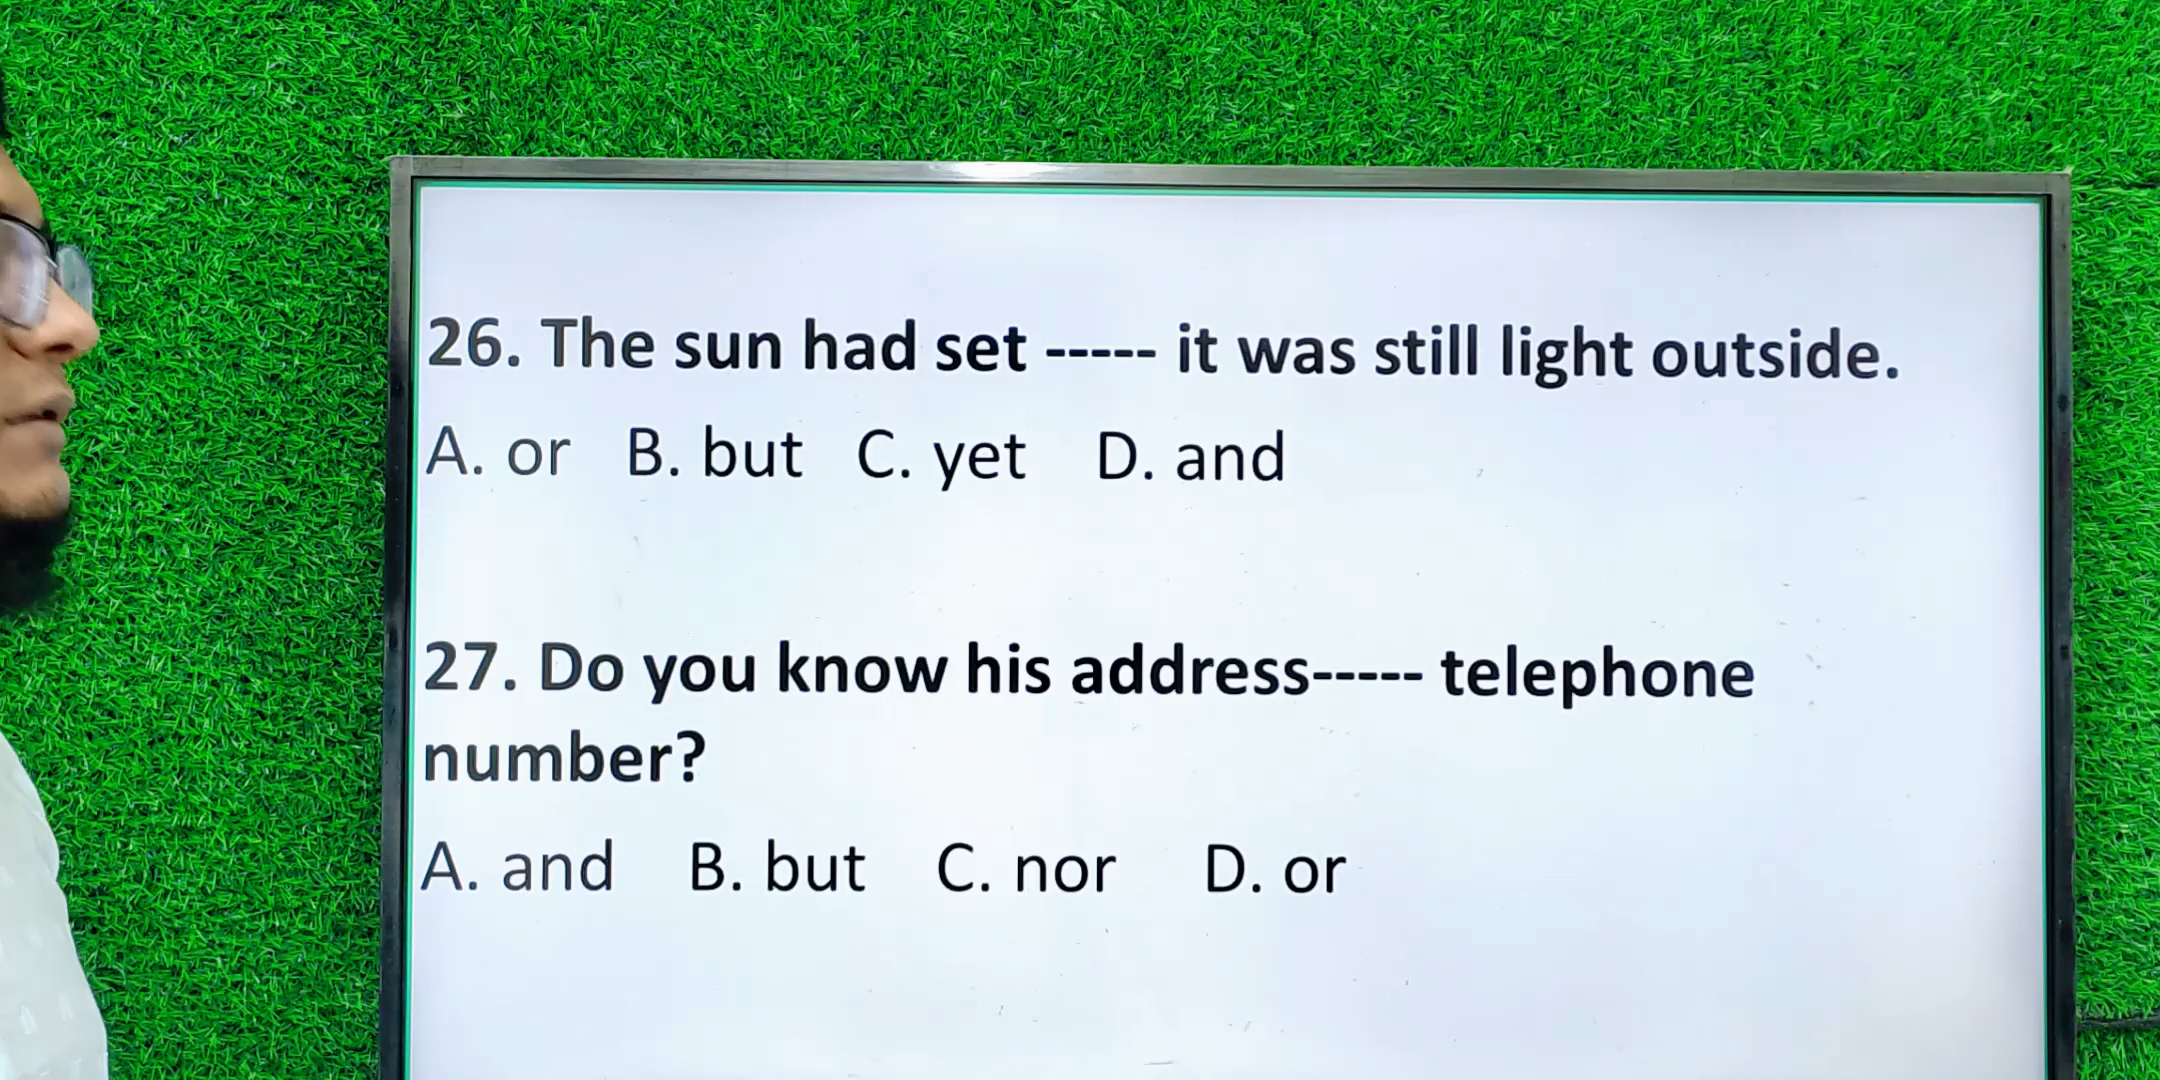 26. The sun had set ----- it was still light outside.
A. or B. but C. yet D. and
27. Do you know his address----- telephone
number?
A. and B. but C. nor D. or